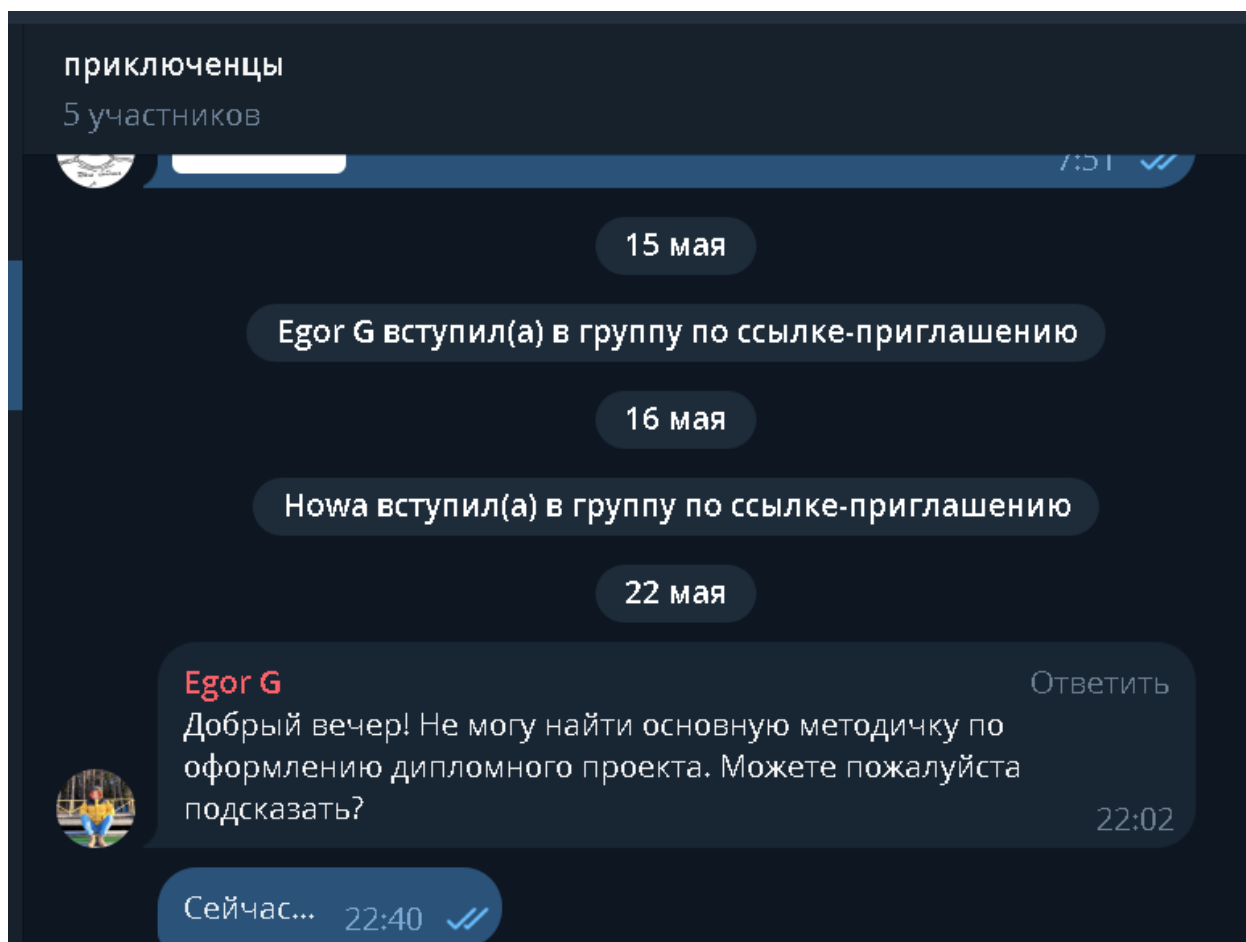 приключенцы
5 участников
7:51
15 мая
Egor G вступил(а) в группу по ссылке-приглашению
16 мая
Howa вступил(а) в группу по ссылке-приглашению
22 мая
Egor G Ответить
Добрый вечер! Не могу найти основную методичку по
оформлению дипломного проекта. Можете пожалуйста
подсказать?
22:02
Сейчас... 22:40